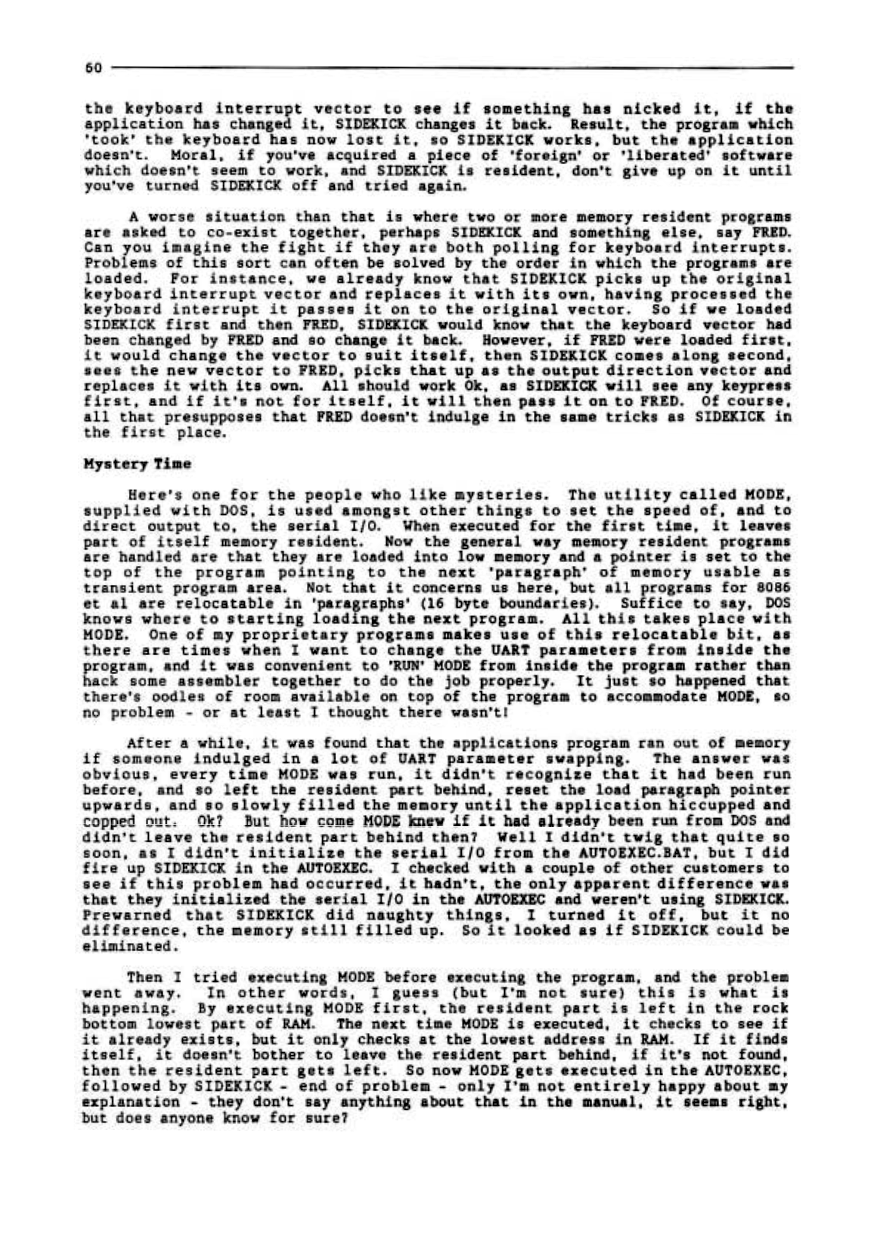 60
the keyboard interrupt vector to see if something has nicked it, if the
application has changed it, SIDEKICK changes it back. Result, the program which
'took' the keyboard has now lost it, so SIDEKICK works, but the application
doesn't. Moral, if you've acquired a piece of 'foreign' or 'liberated' software
which doesn't seem to work, and SIDEKICK is resident, don't give up on it until
you've turned SIDEKICK off and tried again.
A worse situation than that is where two or more memory resident programs
are asked to co-exist together, perhaps SIDEKICK and something else, say FRED.
Can you imagine the fight if they are both polling for keyboard interrupts.
Problems of this sort can often be solved by the order in which the programs are
loaded. For instance, we already know that SIDEKICK picks up the original
keyboard interrupt vector and replaces it with its own, having processed the
keyboard interrupt it passes it on to the original vector. So if we loaded
SIDEKICK first and then FRED, SIDEKICK would know that the keyboard vector had
been changed by FRED and so change it back. However, if FRED were loaded first,
it would change the vector to suit itself, then SIDEKICK comes along second,
sees the new vector to FRED, picks that up as the output direction vector and
replaces it with its own. All should work Ok, as SIDEKICK will see any keypress
first, and if it's not for itself, it will then pass it on to FRED. Of course,
all that presupposes that FRED doesn't indulge in the same tricks as SIDEKICK in
the first place.
Mystery Time
Here's one for the people who like mysteries. The utility called MODE,
supplied with DOS, is used amongst other things to set the speed of, and to
direct output to, the serial I/O. When executed for the first time, it leaves
part of itself memory resident. Now the general way memory resident programs
are handled are that they are loaded into low memory and a pointer is set to the
top of the program pointing to the next 'paragraph' of memory usable as
transient program area. Not that it concerns us here, but all programs for 8086
et al are relocatable in 'paragraphs' (16 byte boundaries). Suffice to say, DOS
knows where to starting loading the next program. All this takes place with
MODE. One of my proprietary programs makes use of this relocatable bit, as
there are times when I want to change the UART parameters from inside the
program, and it was convenient to 'RUN' MODE from inside the program rather than
hack some assembler together to do the job properly. It just so happened that
there's oodles of room available on top of the program to accommodate MODE, so
no problem - or at least I thought there wasn't!
After a while, it was found that the applications program ran out of memory
if someone indulged in a lot of UART parameter swapping. The answer was
obvious, every time MODE was run, it didn't recognize that it had been run
before, and so left the resident part behind, reset the load paragraph pointer
upwards, and so slowly filled the memory until the application hiccupped and
copped out. Ok? But how come MODE knew if it had already been run from DOS and
didn't leave the resident part behind then? Well I didn't twig that quite so
soon, as I didn't initialize the serial I/O from the AUTOEXEC.BAT, but I did
fire up SIDEKICK in the AUTOEXEC. I checked with a couple of other customers to
see if this problem had occurred, it hadn't, the only apparent difference was
that they initialized the serial I/O in the AUTOEXEC and weren't using SIDEKICK.
Prewarned that SIDEKICK did naughty things, I turned it off, but it no
difference, the memory still filled up. So it looked as if SIDEKICK could be
eliminated.
Then I tried executing MODE before executing the program, and the problem
went away. In other words, I guess (but I'm not sure) this is what is
happening. By executing MODE first, the resident part is left in the rock
bottom lowest part of RAM. The next time MODE is executed, it checks to see if
it already exists, but it only checks at the lowest address in RAM. If it finds
itself, it doesn't bother to leave the resident part behind, if it's not found,
then the resident part gets left. So now MODE gets executed in the AUTOEXEC,
followed by SIDEKICK - end of problem - only I'm not entirely happy about my
explanation - they don't say anything about that in the manual, it seems right,
but does anyone know for sure?